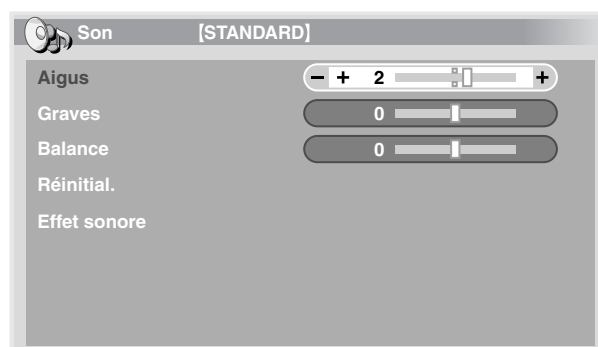 Son [STANDARD]
Aigus − + 2 +
Graves 0
Balance 0
Réinitial.
Effet sonore